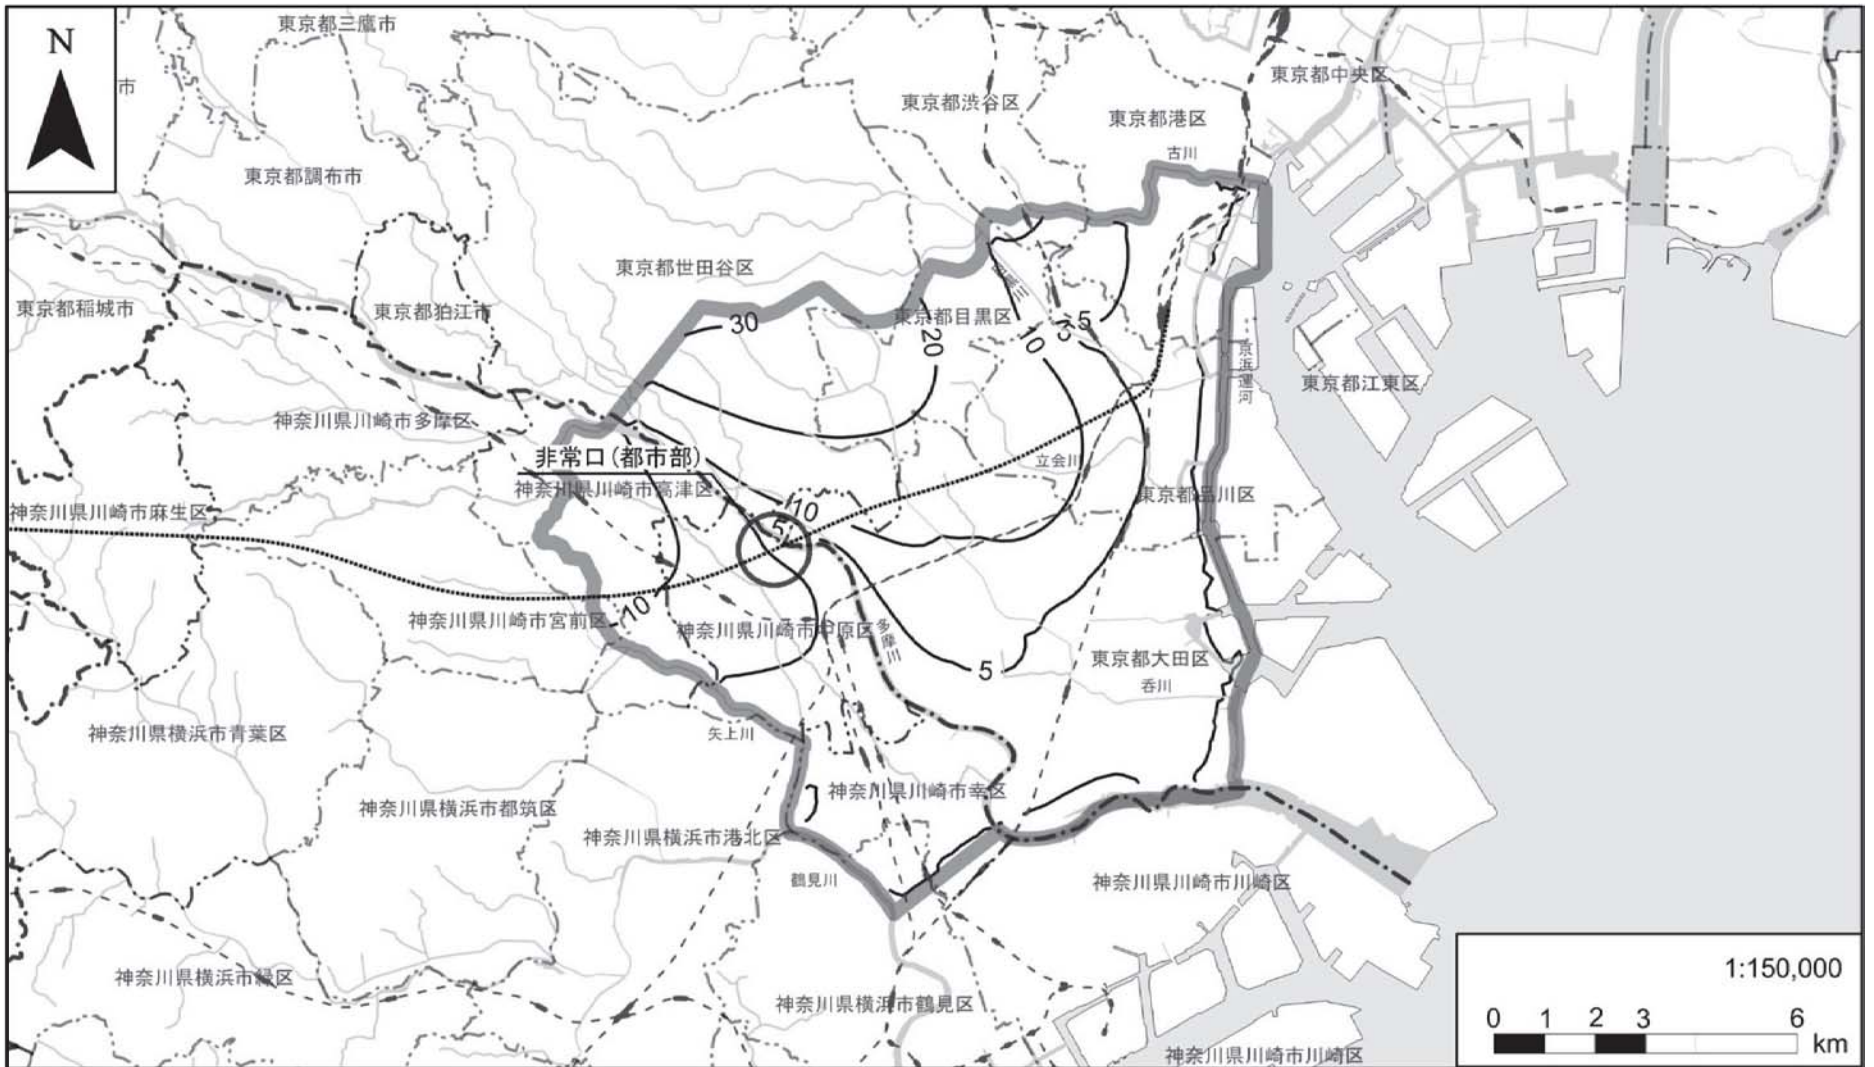 N
市
東京都三鷹市
東京都渋谷区
東京都中央区
東京都港区
古川
東京都調布市
東京都世田谷区
東京都稲城市
東京都狛江市
東京都目黒区
30
20
10
5
京浜運河
東京都江東区
神奈川県川崎市多摩区
非常口(都市部)
神奈川県川崎市高津区
立会川
東京都品川区
神奈川県川崎市麻生区
10
5
10
神奈川県川崎市宮前区
神奈川県川崎市中原区
多摩川
5
東京都大田区
呑川
神奈川県横浜市青葉区
矢上川
神奈川県横浜市都筑区
神奈川県川崎市幸区
神奈川県横浜市港北区
鶴見川
神奈川県川崎市川崎区
神奈川県横浜市緑区
神奈川県横浜市鶴見区
神奈川県川崎市川崎区
1:150,000
0 1 2 3 6
km